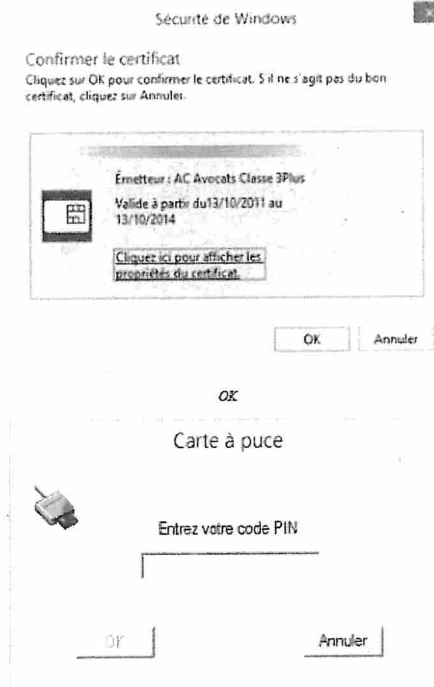 Sécurité de Windows
Confirmer le certificat
Cliquez sur OK pour confirmer le certificat. S il ne s'agit pas du bon
certificat, cliquez sur Annuler.
Émetteur : AC Avocats Classe 3Plus
Valide à partir du13/10/2011 au
13/10/2014
Cliquez ici pour afficher les
propriétés du certificat.
OK Annuler
OK
Carte à puce
Entrez votre code PIN
OK Annuler